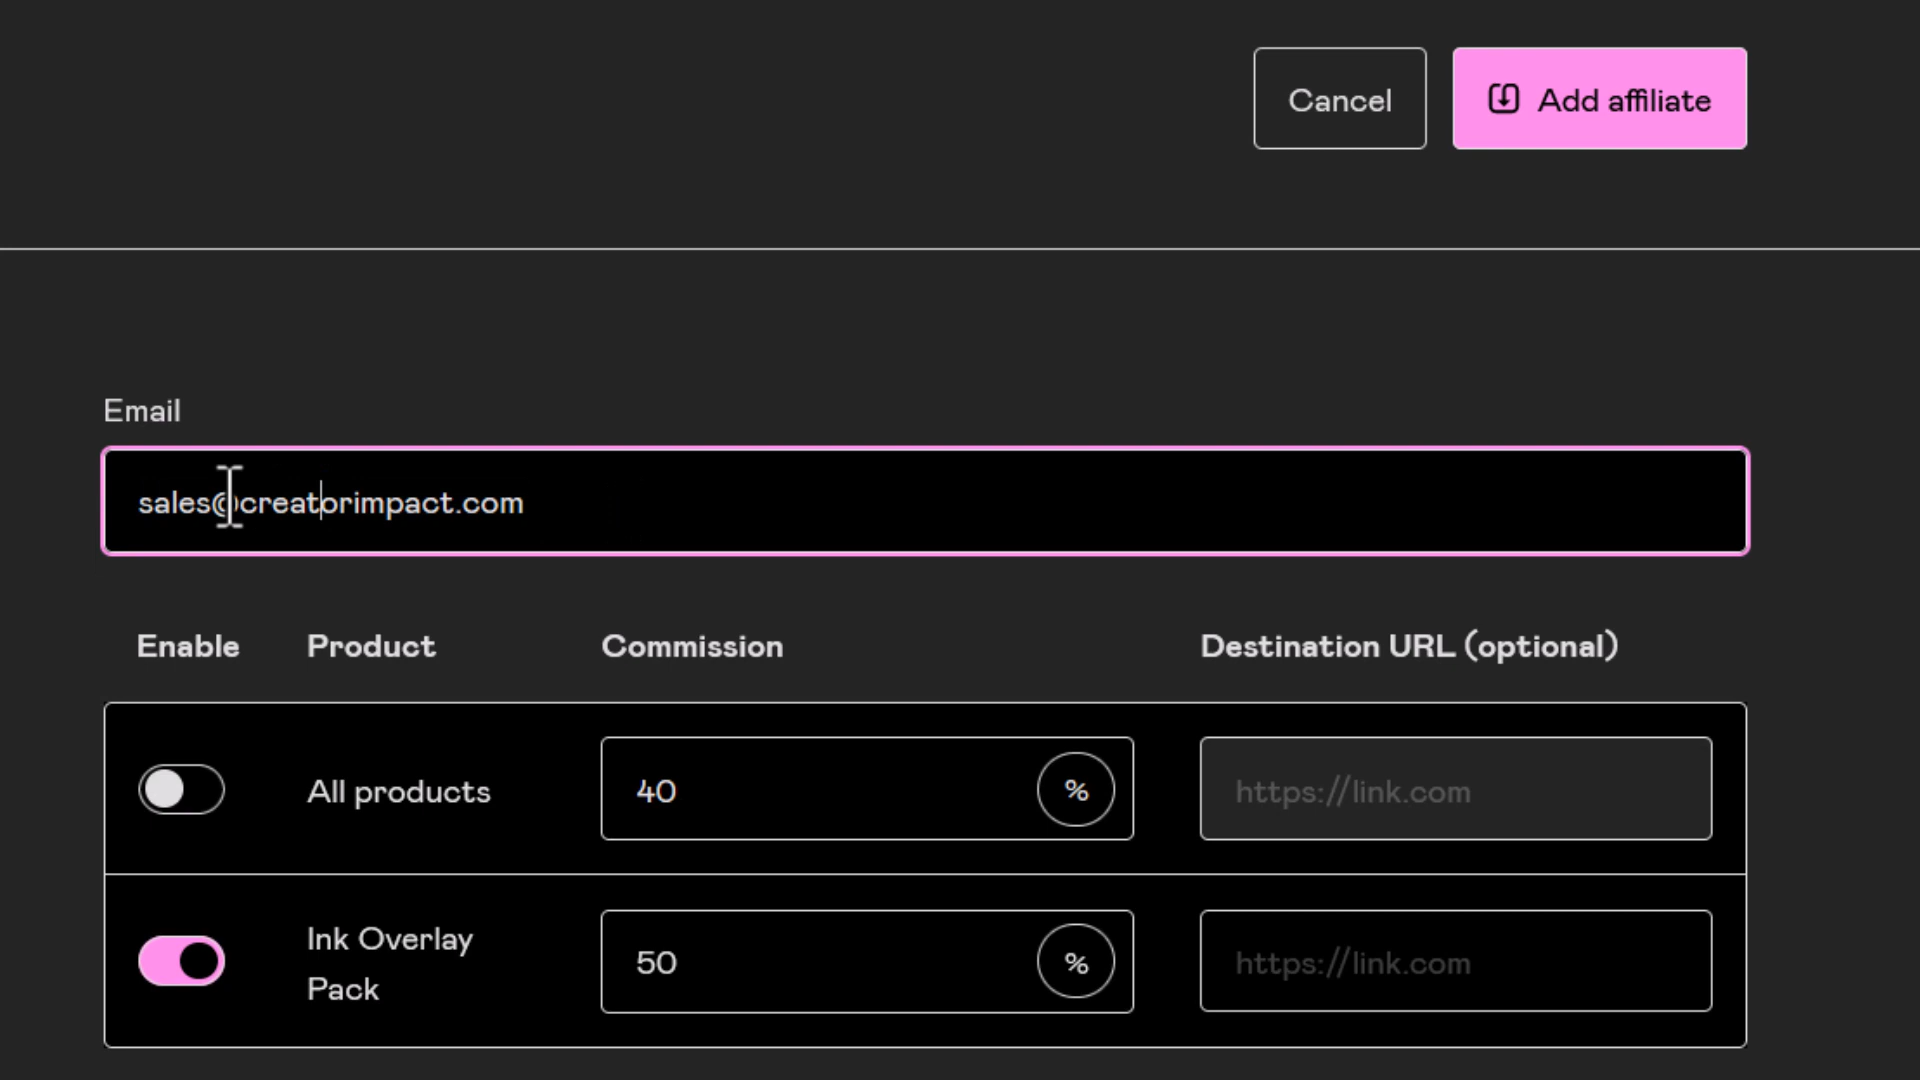 Cancel
Add affiliate
Email
sales@creatorimpact.com
Enable Product Commission Destination URL (optional)
All products 40 % https://link.com
Ink Overlay
Pack
50 % https://link.com